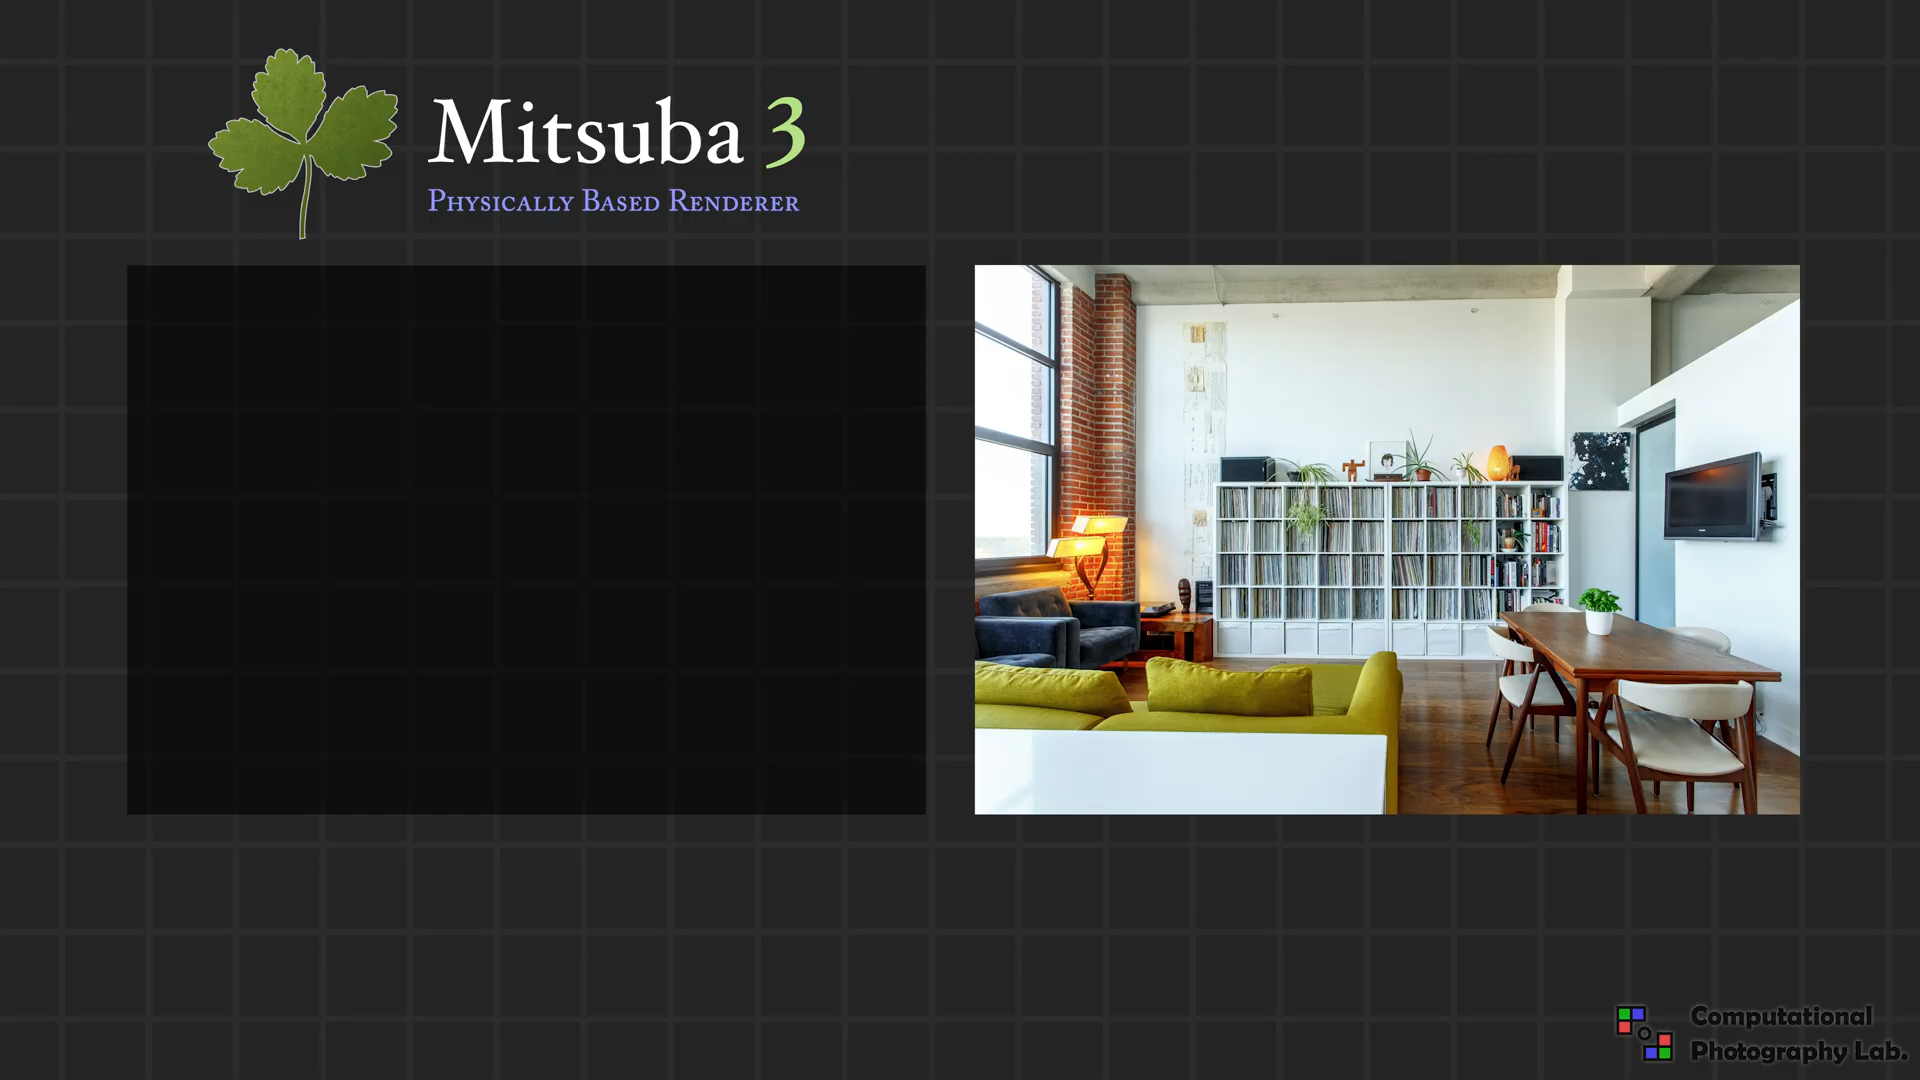 Mitsuba 3
Physically Based Renderer
Computational
Photography Lab.